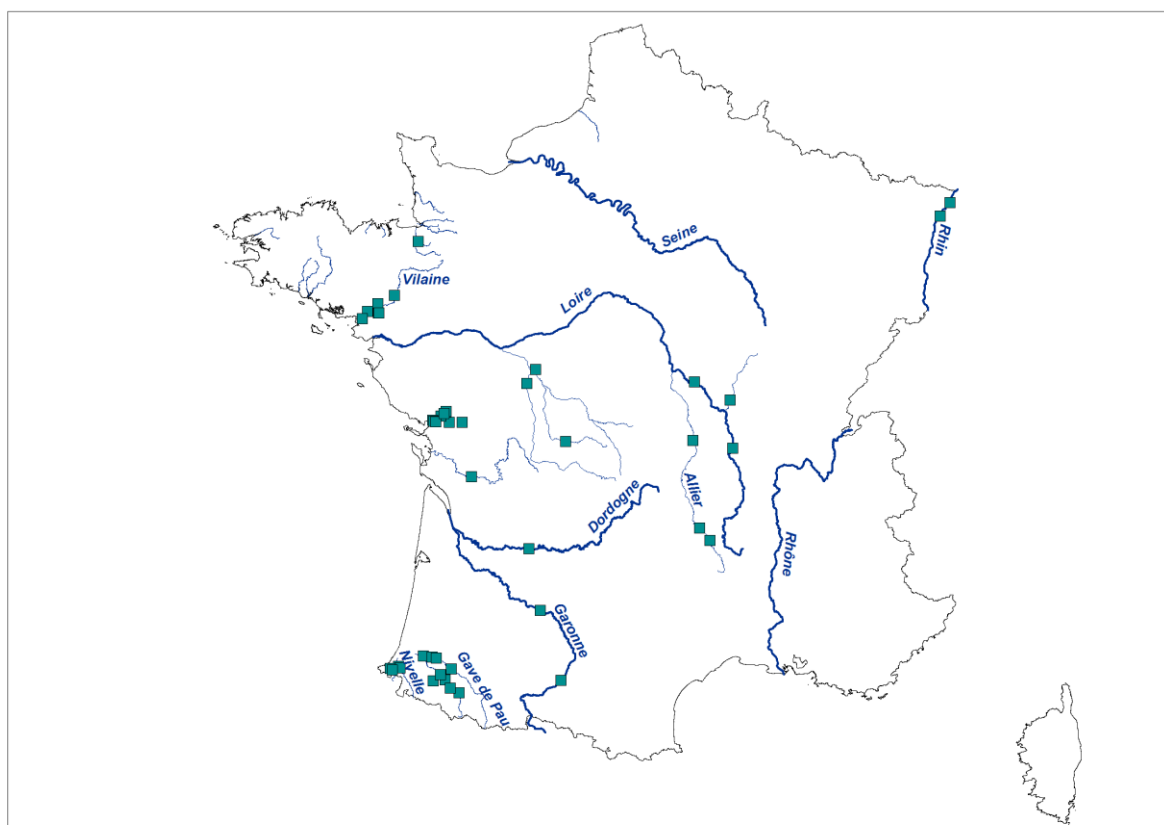 Seine
Rhin
Vilaine
Loire
Allier
Dordogne
Rhône
Garonne
Nivelle
Gave de Pau